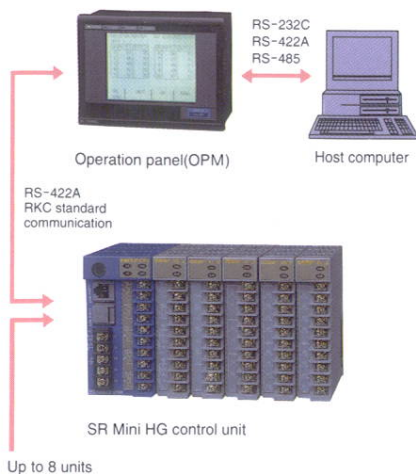 RS-232C
RS-422A
RS-485
Operation panel(OPM)
Host computer
RS-422A
RKC standard
communication
SR Mini HG control unit
Up to 8 units